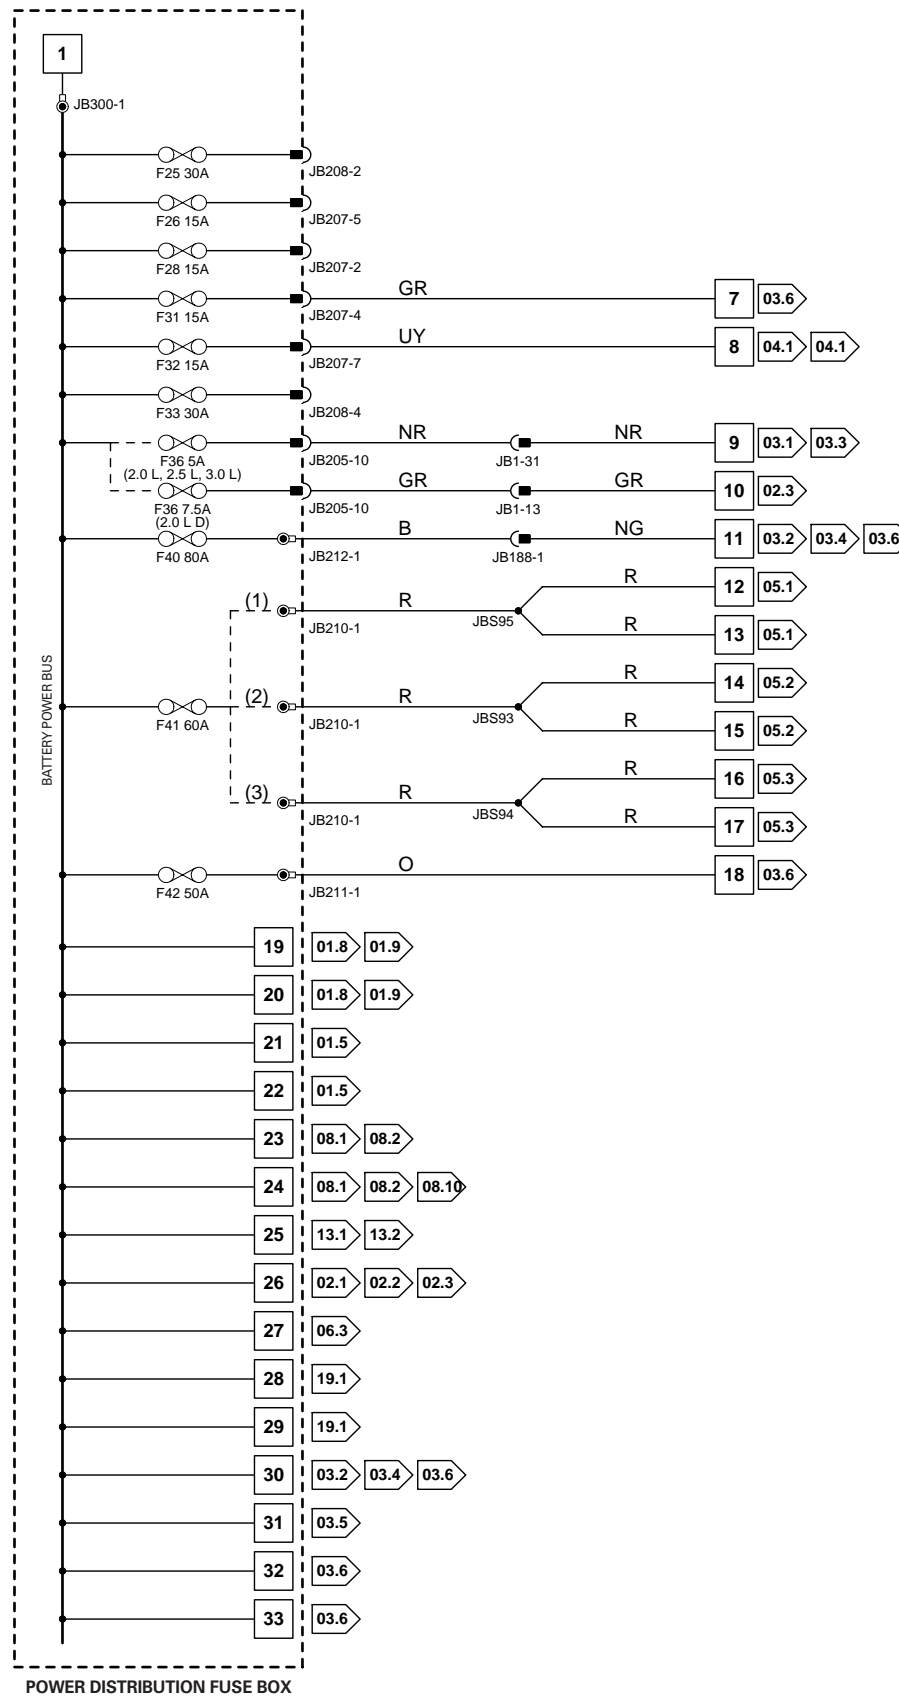 1
JB300-1
F25 30A
JB208-2
F26 15A
JB207-5
F28 15A
JB207-2
GR
7 03.6
F31 15A
JB207-4
UY
8 04.1 04.1
F32 15A
JB207-7
F33 30A
JB208-4
NR NR
9 03.1 03.3
F36 5A
JB205-10 JB1-31
(2.0 L, 2.5 L, 3.0 L)
GR GR
10 02.3
F36 7.5A
JB205-10 JB1-13
(2.0 L D)
B NG
11 03.2 03.4 03.6
F40 80A
JB212-1 JB188-1
R
12 05.1
(1) R
JB210-1 JBS95
R
13 05.1
BATTERY POWER BUS
R
14 05.2
(2) R
F41 60A
JB210-1 JBS93
R
15 05.2
R
16 05.3
(3) R
JB210-1 JBS94
R
17 05.3
O
18 03.6
F42 50A
JB211-1
19 01.8 01.9
20 01.8 01.9
21 01.5
22 01.5
23 08.1 08.2
24 08.1 08.2 08.10
25 13.1 13.2
26 02.1 02.2 02.3
27 06.3
28 19.1
29 19.1
30 03.2 03.4 03.6
31 03.5
32 03.6
33 03.6
POWER DISTRIBUTION FUSE BOX